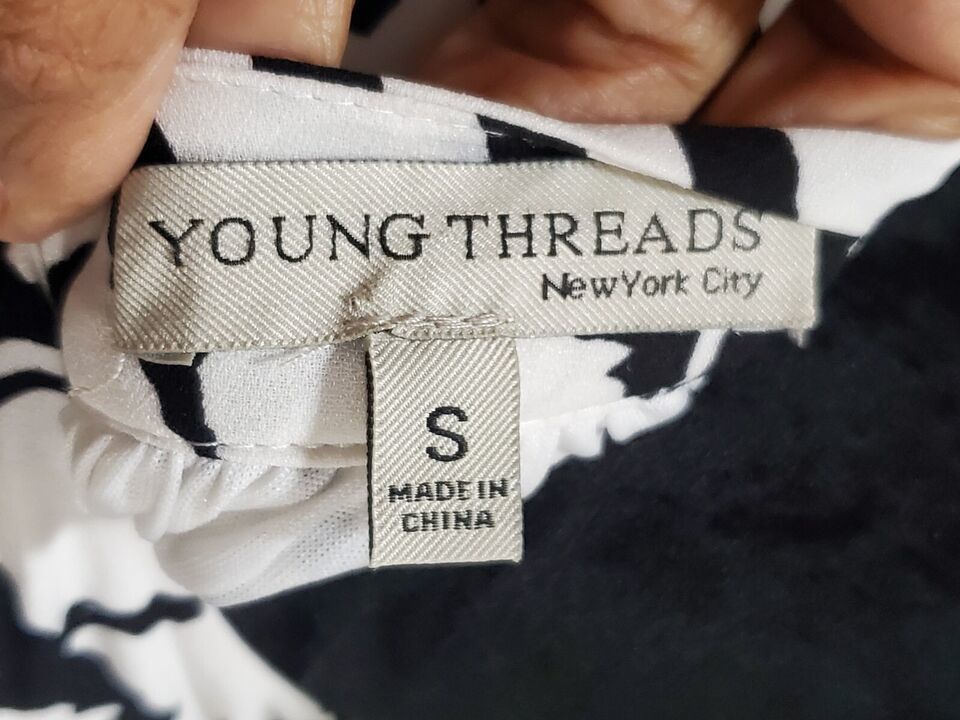 YOUNG THREADS
NewYork City
S
MADE IN
CHINA